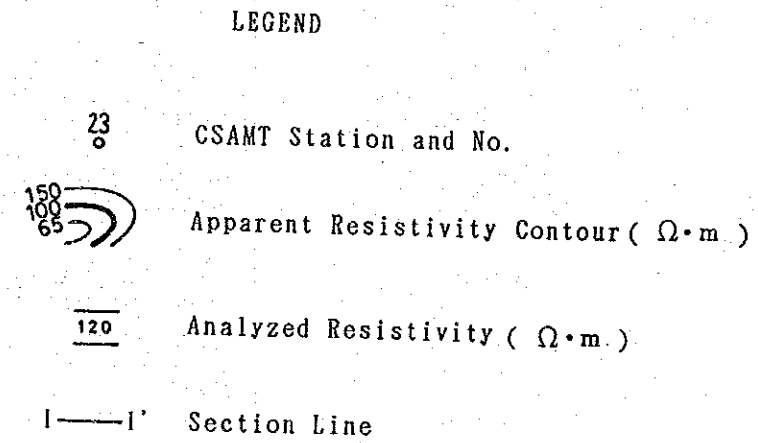 LEGEND
23 CSAMT Station and No.
150
100
65 Apparent Resistivity Contour ( Ω·m )
120 Analyzed Resistivity ( Ω·m )
I——I' Section Line